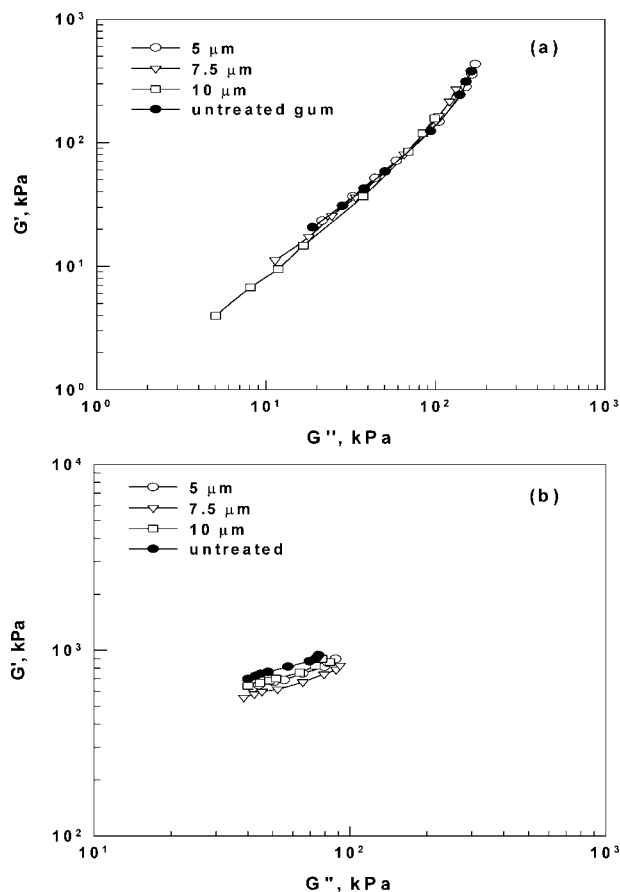 (a)
5 μm
7.5 μm
10 μm
untreated gum
10³
10²
10¹
10⁰
G', kPa
10⁰ 10¹ 10² 10³
G'', kPa
(b)
5 μm
7.5 μm
10 μm
untreated
10⁴
10³
10²
G', kPa
10¹ 10² 10³
G", kPa